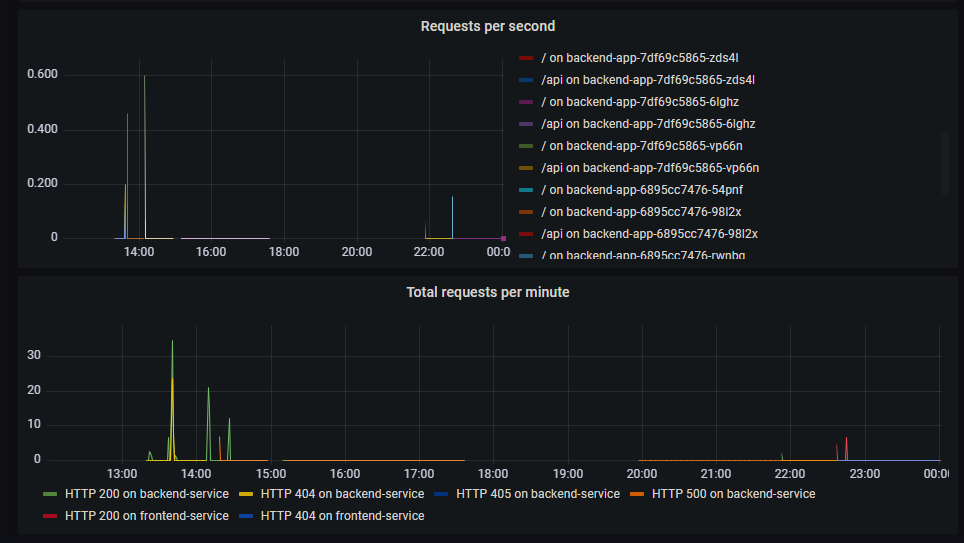 Requests per second
0.600
0.400
0.200
0
14:00 16:00 18:00 20:00 22:00 00:0
/ on backend-app-7df69c5865-zds4l
/api on backend-app-7df69c5865-zds4l
/ on backend-app-7df69c5865-6lghz
/api on backend-app-7df69c5865-6lghz
/ on backend-app-7df69c5865-vp66n
/api on backend-app-7df69c5865-vp66n
/ on backend-app-6895cc7476-54pnf
/ on backend-app-6895cc7476-98l2x
/api on backend-app-6895cc7476-98l2x
/ on backend-app-6895cc7476-rwnbg
Total requests per minute
30
20
10
0
13:00 14:00 15:00 16:00 17:00 18:00 19:00 20:00 21:00 22:00 23:00 00:0
HTTP 200 on backend-service HTTP 404 on backend-service HTTP 405 on backend-service HTTP 500 on backend-service
HTTP 200 on frontend-service HTTP 404 on frontend-service